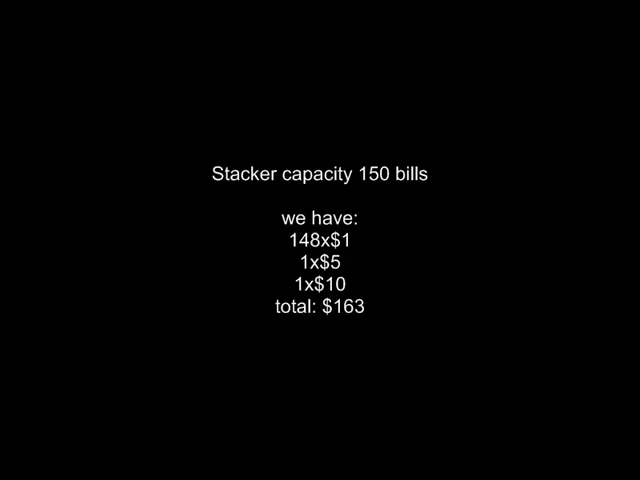 Stacker capacity 150 bills
we have:
148x$1
1x$5
1x$10
total: $163